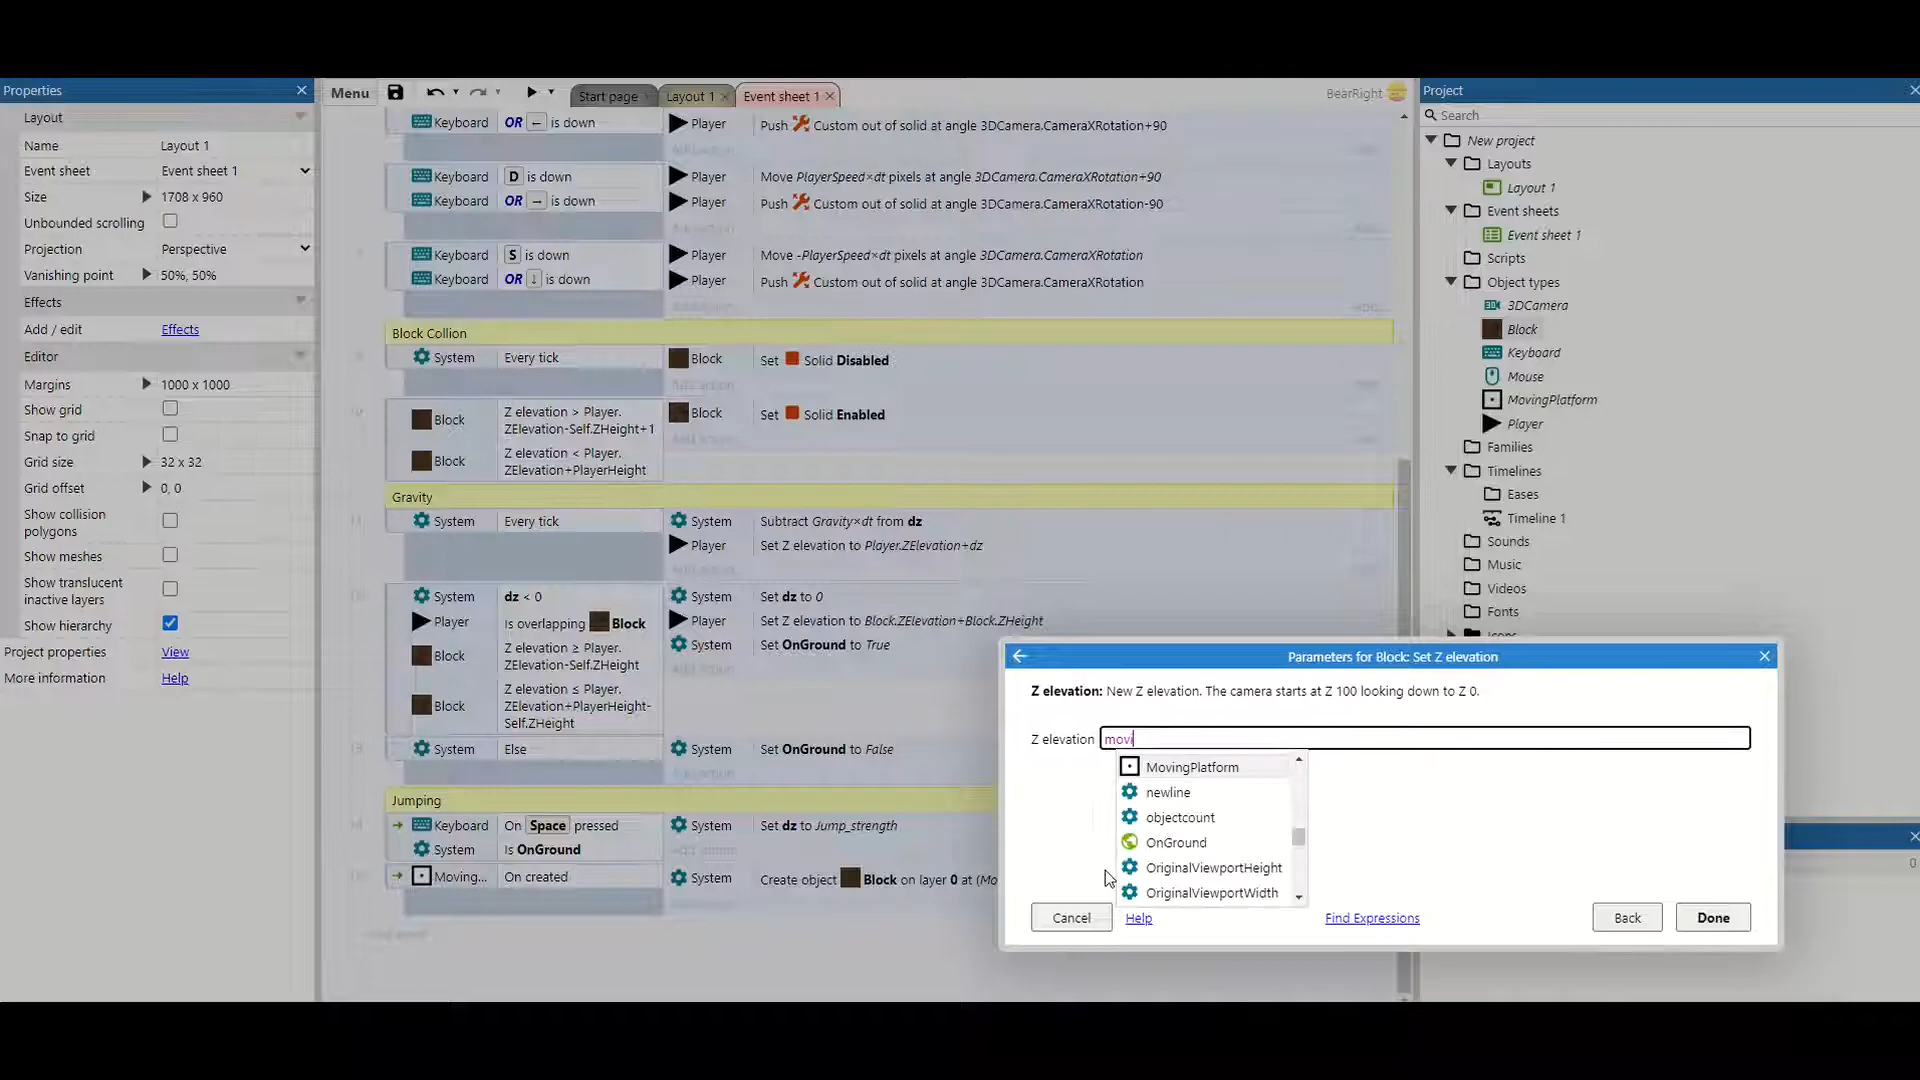 Properties
Layout
Name Layout 1
Event sheet Event sheet 1
Size 1708 x 960
Unbounded scrolling
Projection Perspective
Vanishing point 50%, 50%
Effects
Add / edit Effects
Editor
Margins 1000 x 1000
Show grid
Snap to grid
Grid size 32 x 32
Grid offset 0, 0
Show collision
polygons
Show meshes
Show translucent
inactive layers
Show hierarchy
Project properties View
More information Help
Menu
Start page Layout 1 Event sheet 1
BearRight
Keyboard OR ← is down Player Push Custom out of solid at angle 3DCamera.CameraXRotation+90
Keyboard D is down Player Move PlayerSpeed×dt pixels at angle 3DCamera.CameraXRotation+90
Keyboard OR → is down Player Push Custom out of solid at angle 3DCamera.CameraXRotation-90
Keyboard S is down Player Move -PlayerSpeed×dt pixels at angle 3DCamera.CameraXRotation
Keyboard OR ↓ is down Player Push Custom out of solid at angle 3DCamera.CameraXRotation
Block Collion
System Every tick Block Set Solid Disabled
Block Z elevation > Player.
ZElevation-Self.ZHeight+1
Block Set Solid Enabled
Block Z elevation < Player.
ZElevation+PlayerHeight
Gravity
System Every tick System Subtract Gravity×dt from dz
Player Set Z elevation to Player.ZElevation+dz
System dz < 0 System Set dz to 0
Player Is overlapping Block Player Set Z elevation to Block.ZElevation+Block.ZHeight
Block Z elevation ≥ Player.
ZElevation-Self.ZHeight
System Set OnGround to True
Block Z elevation ≤ Player.
ZElevation+PlayerHeight-
Self.ZHeight
System Else System Set OnGround to False
Jumping
Keyboard On Space pressed System Set dz to Jump_strength
System Is OnGround
Moving... On created System Create object Block on layer 0 at (Mo
Project
Search
New project
Layouts
Layout 1
Event sheets
Event sheet 1
Scripts
Object types
3DCamera
Block
Keyboard
Mouse
MovingPlatform
Player
Families
Timelines
Eases
Timeline 1
Sounds
Music
Videos
Fonts
Parameters for Block: Set Z elevation
Z elevation: New Z elevation. The camera starts at Z 100 looking down to Z 0.
Z elevation movi
MovingPlatform
newline
objectcount
OnGround
OriginalViewportHeight
OriginalViewportWidth
Cancel Help Find Expressions Back Done